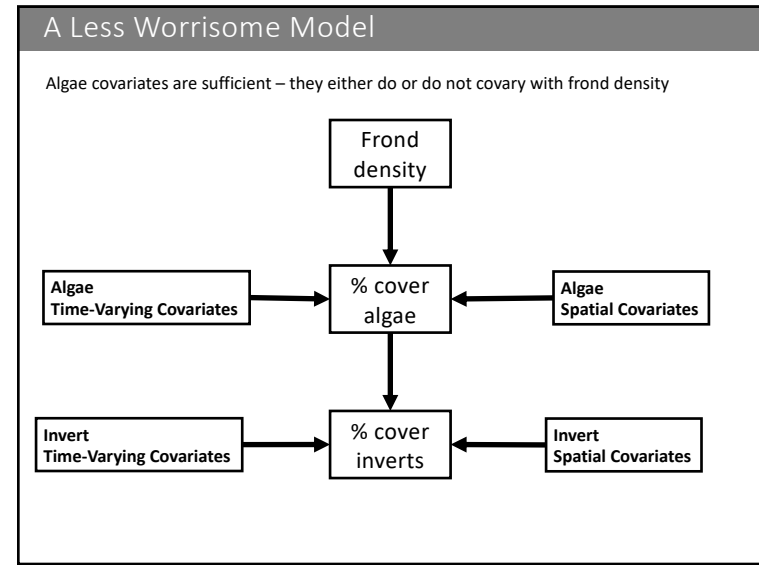 A Less Worrisome Model
Algae covariates are sufficient – they either do or do not covary with frond density
Frond
density
Algae
Time-Varying Covariates
% cover
algae
Algae
Spatial Covariates
Invert
Time-Varying Covariates
% cover
inverts
Invert
Spatial Covariates